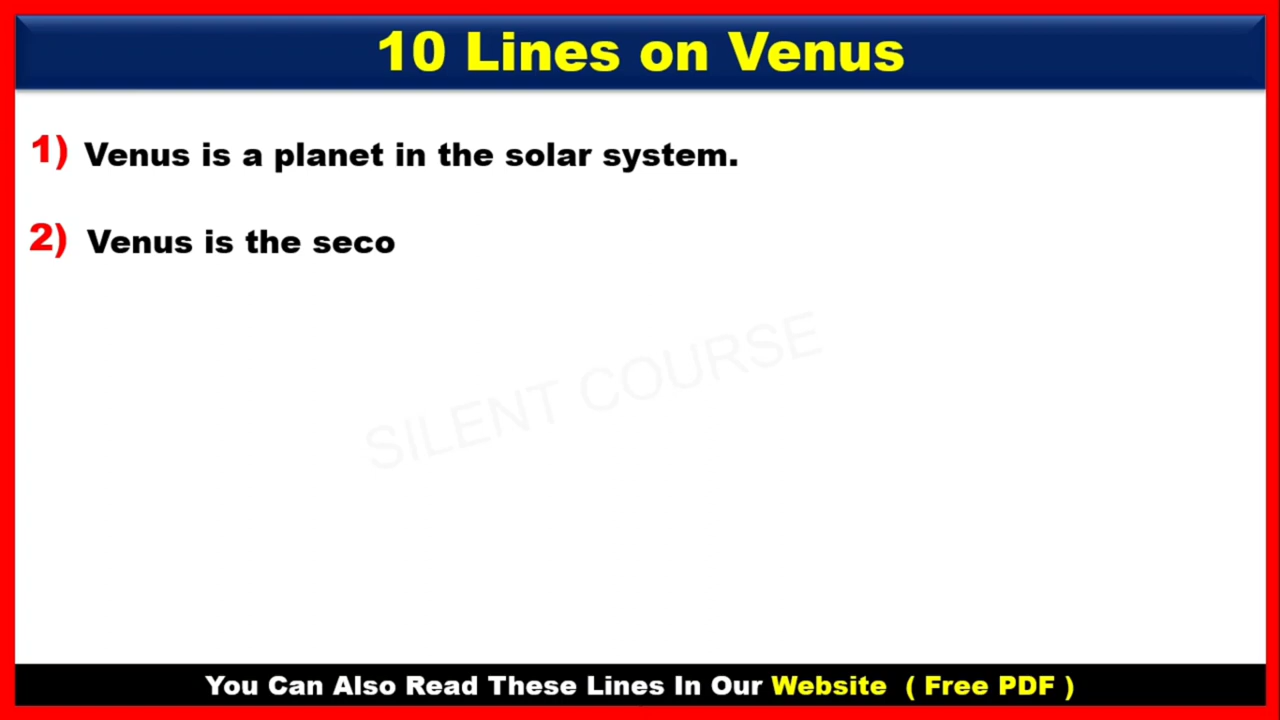 10 Lines on Venus
1) Venus is a planet in the solar system.
2) Venus is the seco
SILENT COURSE
You Can Also Read These Lines In Our Website ( Free PDF )